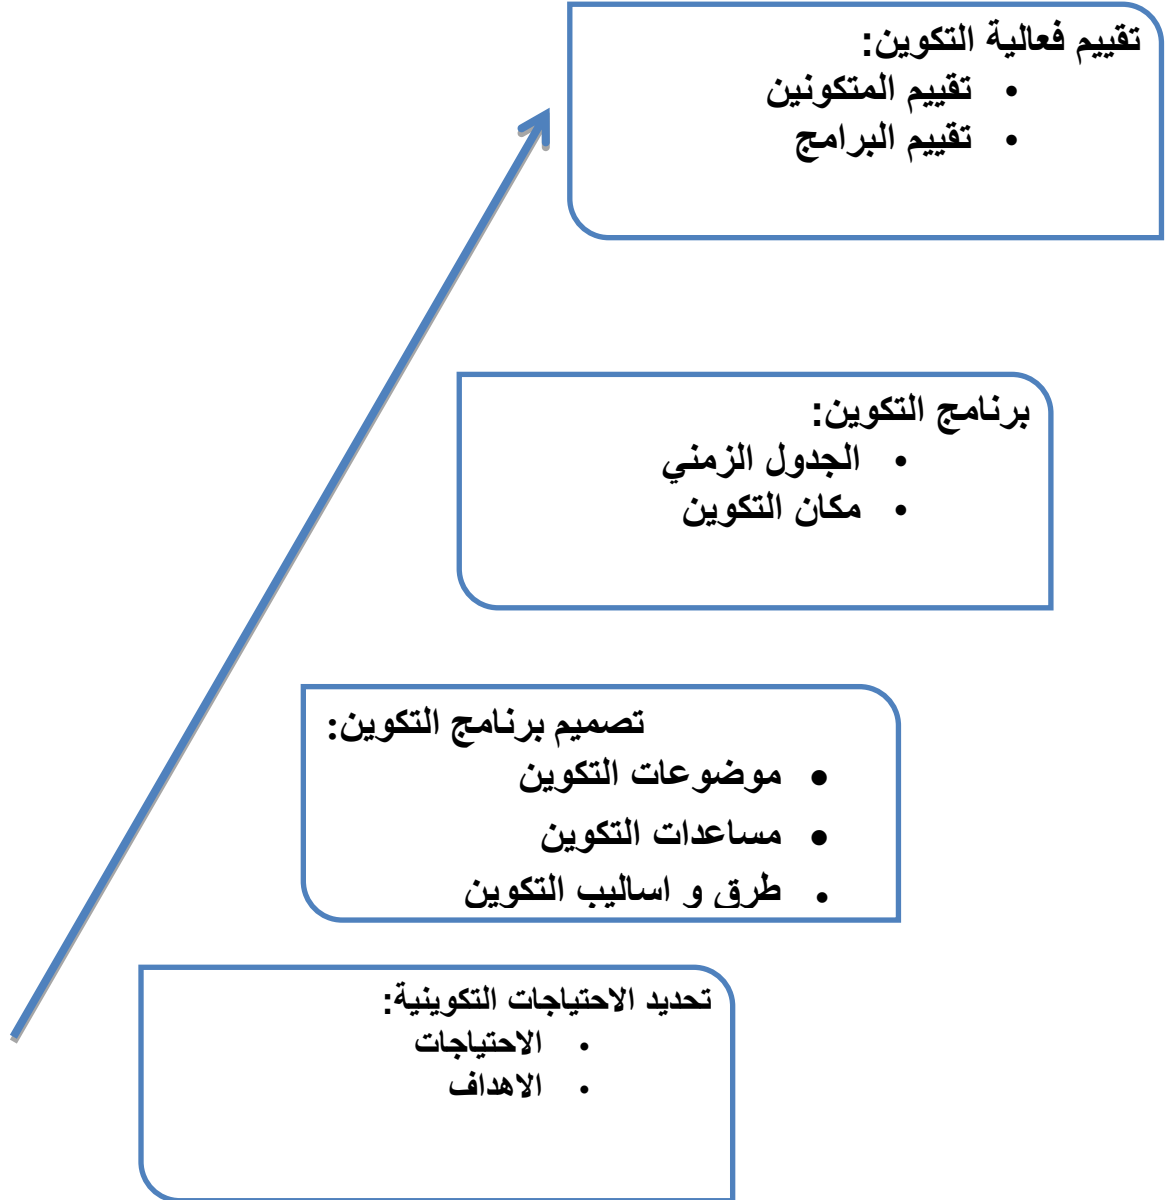 تقييم فعالية التكوين:
• تقييم المتكونين
• تقييم البرامج
برنامج التكوين:
• الجدول الزمني
• مكان التكوين
تصميم برنامج التكوين:
• موضوعات التكوين
• مساعدات التكوين
• طرق و اساليب التكوين
تحديد الاحتياجات التكوينية:
• الاحتياجات
• الاهداف